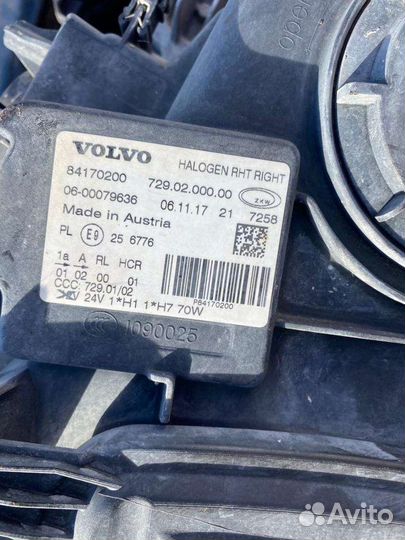 VOLVO
HALOGEN RHT RIGHT
84170200
729.02.000.00
ZKW
06-00079636
06.11.17 21 7258
Made in Austria
PL E9 25 6776
1a A RL HCR
01 02 00 01
CCC: 729.01/02
24V 1*H1 1*H7 70W
P84170200
J090025
open
Avito